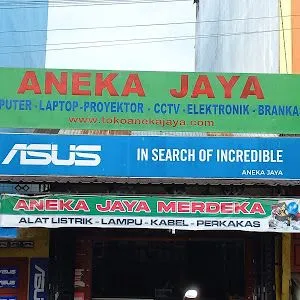 ANEKA JAYA
PUTER - LAPTOP - PROYEKTOR - CCTV - ELEKTRONIK - BRANKA
www.tokoanekajaya.com
ASUS
IN SEARCH OF INCREDIBLE
ANEKA JAYA
ANEKA JAYA MERDEKA
ALAT LISTRIK - LAMPU - KABEL - PERKAKAS